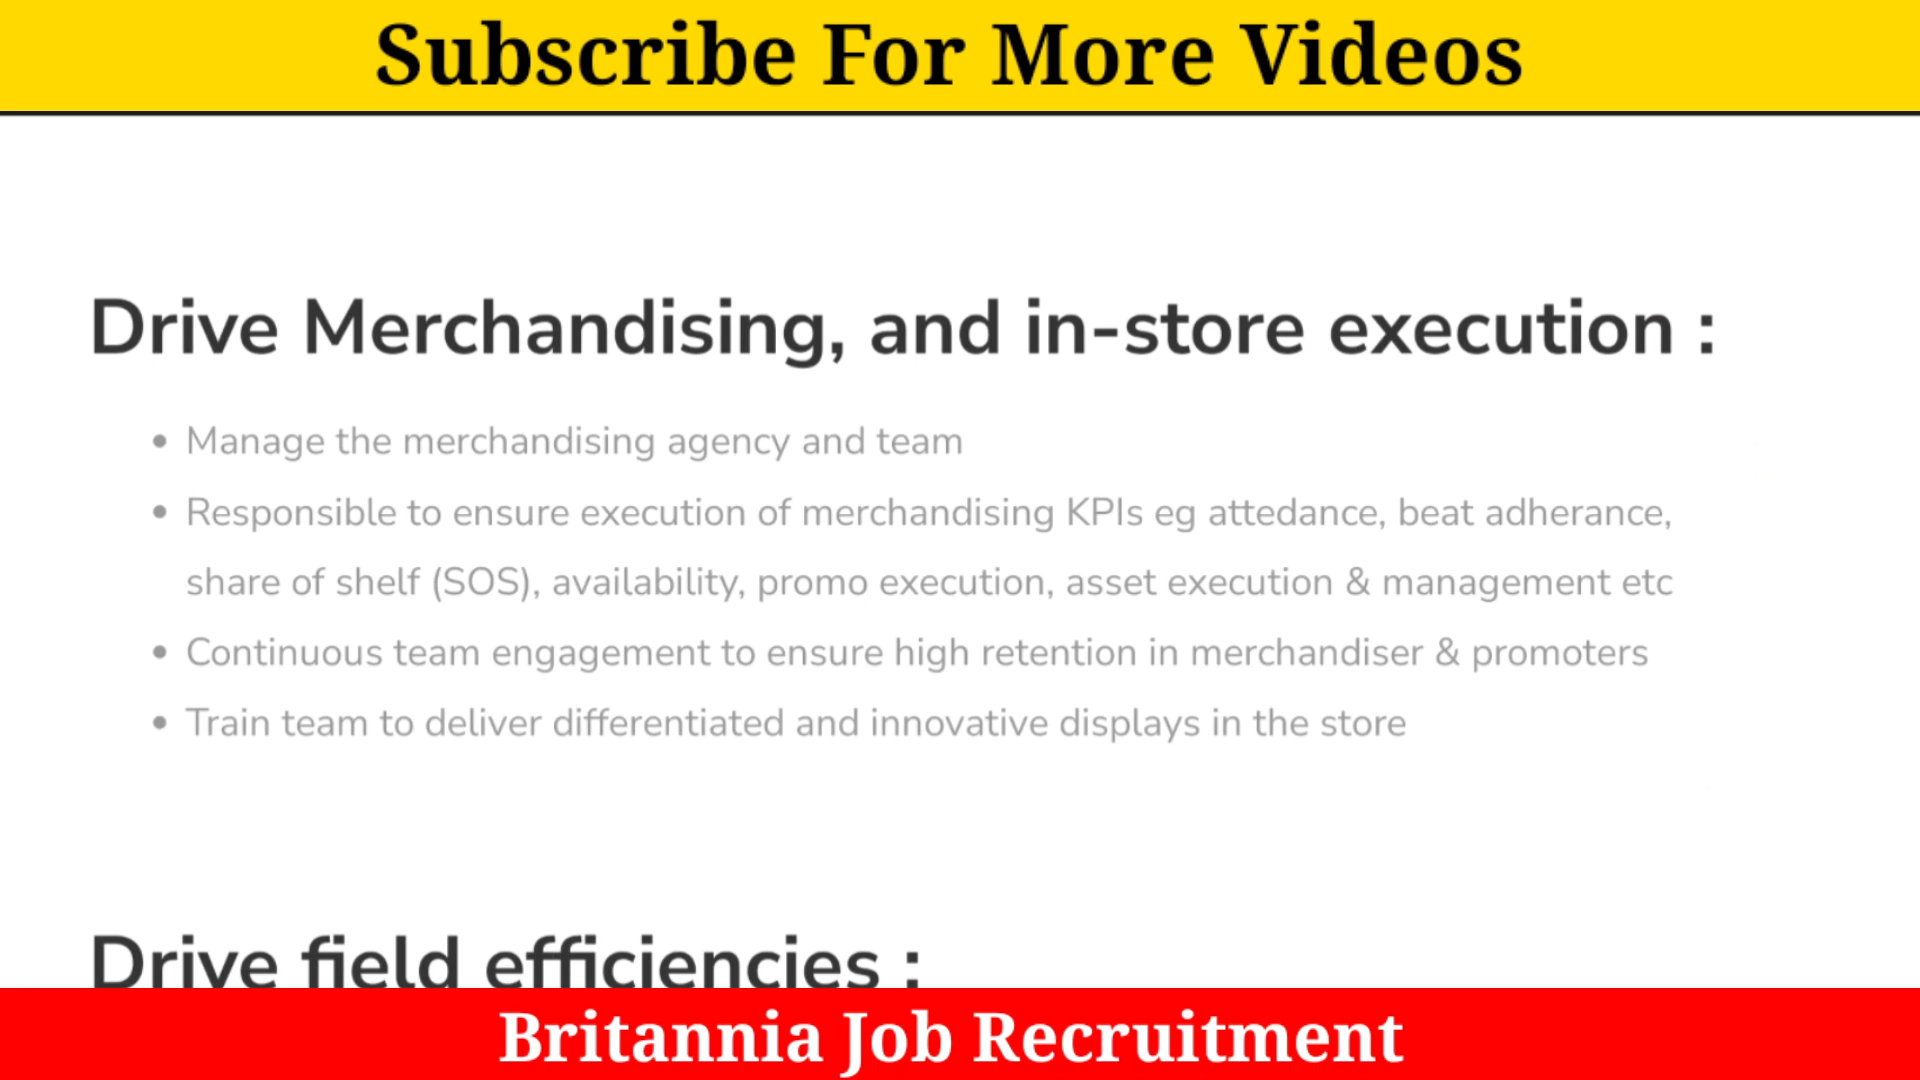 Subscribe For More Videos
Drive Merchandising, and in-store execution :
• Manage the merchandising agency and team
• Responsible to ensure execution of merchandising KPIs eg attedance, beat adherance,
share of shelf (SOS), availability, promo execution, asset execution & management etc
• Continuous team engagement to ensure high retention in merchandiser & promoters
• Train team to deliver differentiated and innovative displays in the store
Drive field efficiencies :
Britannia Job Recruitment